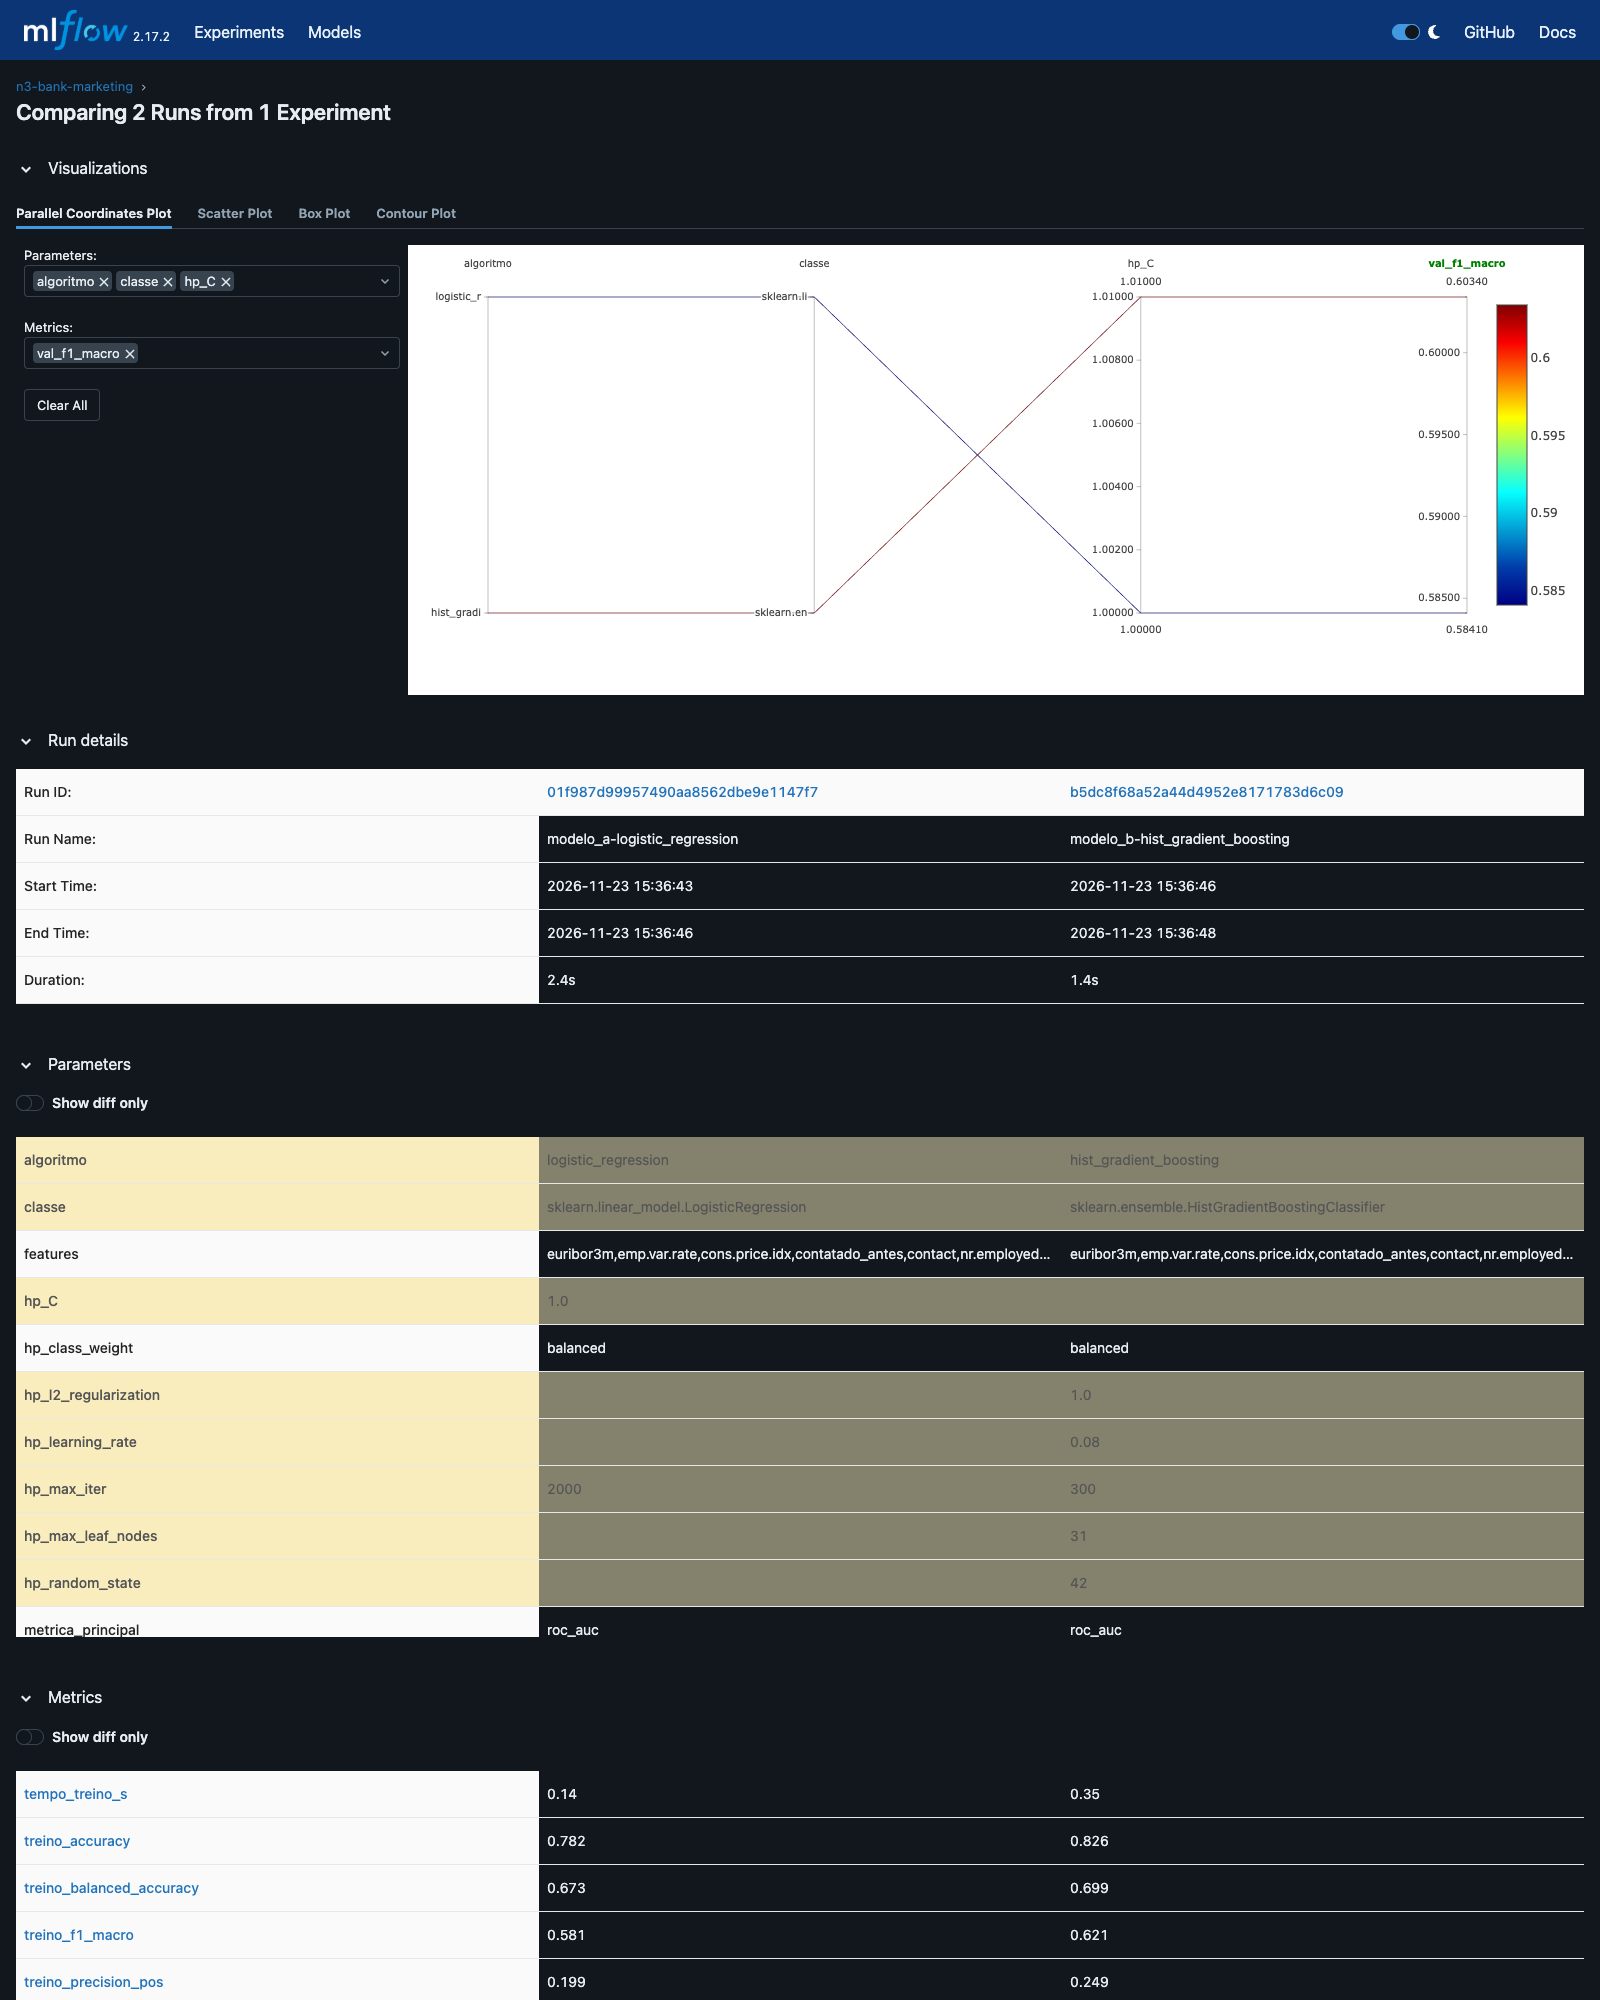 mlflow 2.17.2 Experiments Models GitHub Docs
n3-bank-marketing ›
Comparing 2 Runs from 1 Experiment
Visualizations
Parallel Coordinates Plot Scatter Plot Box Plot Contour Plot
Parameters:
algoritmo classe hp_C
Metrics:
val_f1_macro
Clear All
algoritmo classe hp_C val_f1_macro
1.01000 0.60340
logistic_r sklearn.li 1.01000
0.60000 0.6
1.00800
1.00600
0.59500 0.595
1.00400
0.59000 0.59
1.00200
0.58500 0.585
hist_gradi sklearn.en 1.00000
1.00000 0.58410
Run details
Run ID: 01f987d99957490aa8562dbe9e1147f7 b5dc8f68a52a44d4952e8171783d6c09
Run Name: modelo_a-logistic_regression modelo_b-hist_gradient_boosting
Start Time: 2026-11-23 15:36:43 2026-11-23 15:36:46
End Time: 2026-11-23 15:36:46 2026-11-23 15:36:48
Duration: 2.4s 1.4s
Parameters
Show diff only
algoritmo logistic_regression hist_gradient_boosting
classe sklearn.linear_model.LogisticRegression sklearn.ensemble.HistGradientBoostingClassifier
features euribor3m,emp.var.rate,cons.price.idx,contatado_antes,contact,nr.employed... euribor3m,emp.var.rate,cons.price.idx,contatado_antes,contact,nr.employed...
hp_C 1.0
hp_class_weight balanced balanced
hp_l2_regularization 1.0
hp_learning_rate 0.08
hp_max_iter 2000 300
hp_max_leaf_nodes 31
hp_random_state 42
metrica_principal roc_auc roc_auc
Metrics
Show diff only
tempo_treino_s 0.14 0.35
treino_accuracy 0.782 0.826
treino_balanced_accuracy 0.673 0.699
treino_f1_macro 0.581 0.621
treino_precision_pos 0.199 0.249